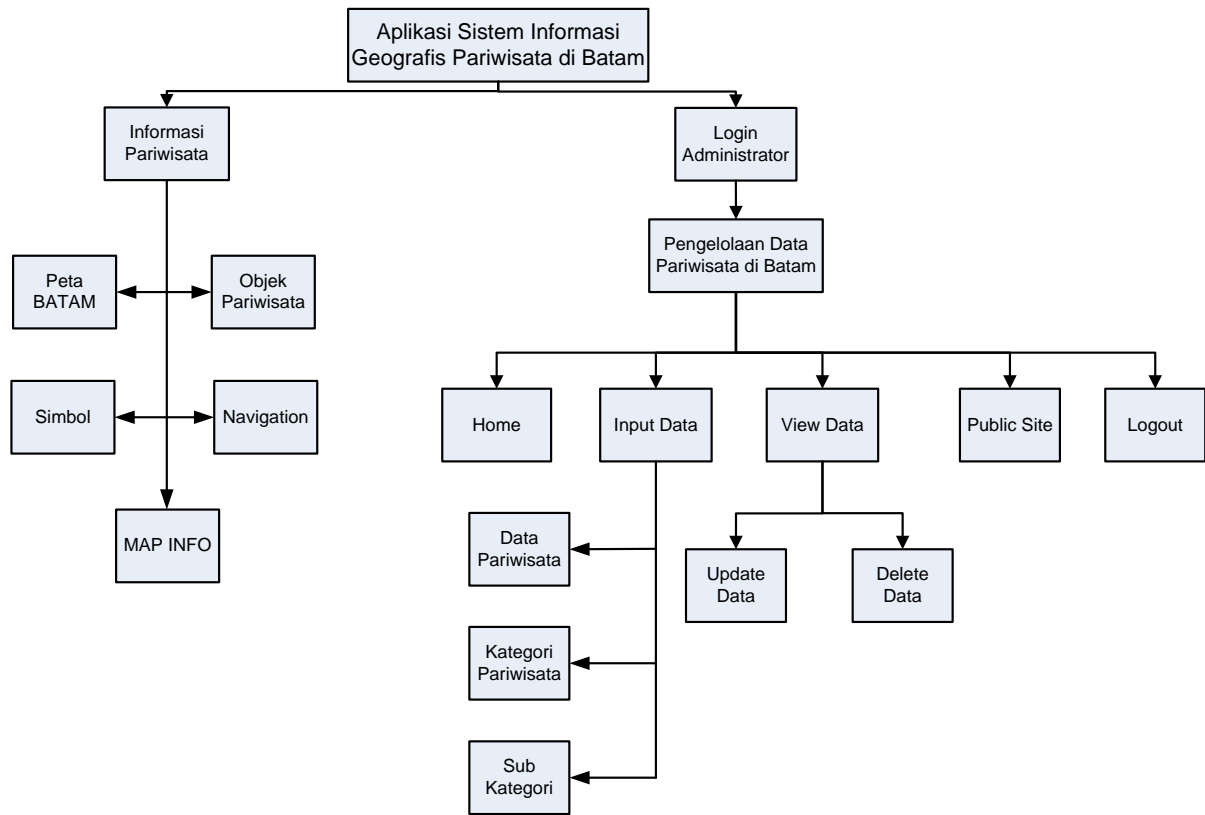 Aplikasi Sistem Informasi
Geografis Pariwisata di Batam
Informasi
Pariwisata
Login
Administrator
Pengelolaan Data
Pariwisata di Batam
Peta
BATAM
Objek
Pariwisata
Simbol
Navigation
MAP INFO
Home
Input Data
View Data
Public Site
Logout
Data
Pariwisata
Kategori
Pariwisata
Sub
Kategori
Update
Data
Delete
Data